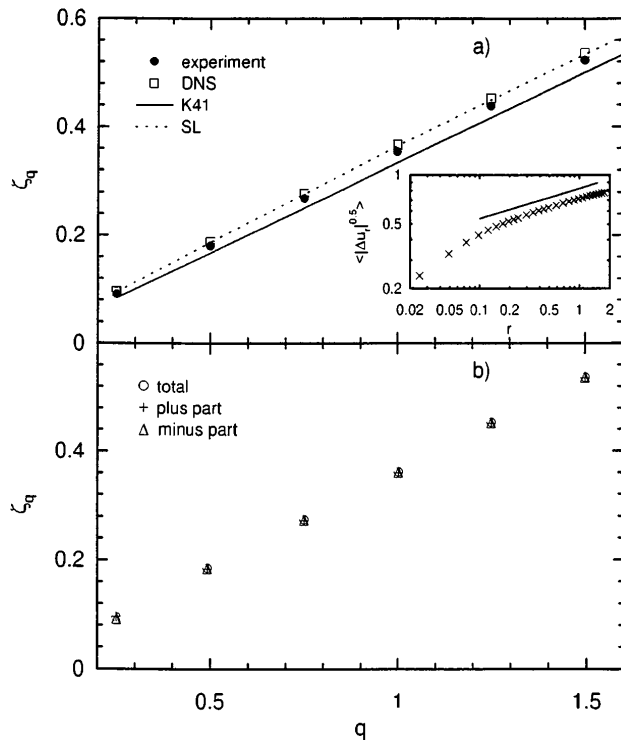 0.6
a)
experiment
DNS
K41
SL
0.4
ζq
0.2
0
1
<|Δur|^0.5>
0.5
0.2
0.02 0.05 0.1 0.2 0.5 1 2
r
b)
total
plus part
minus part
0.4
ζq
0.2
0
0.5 1 1.5
q